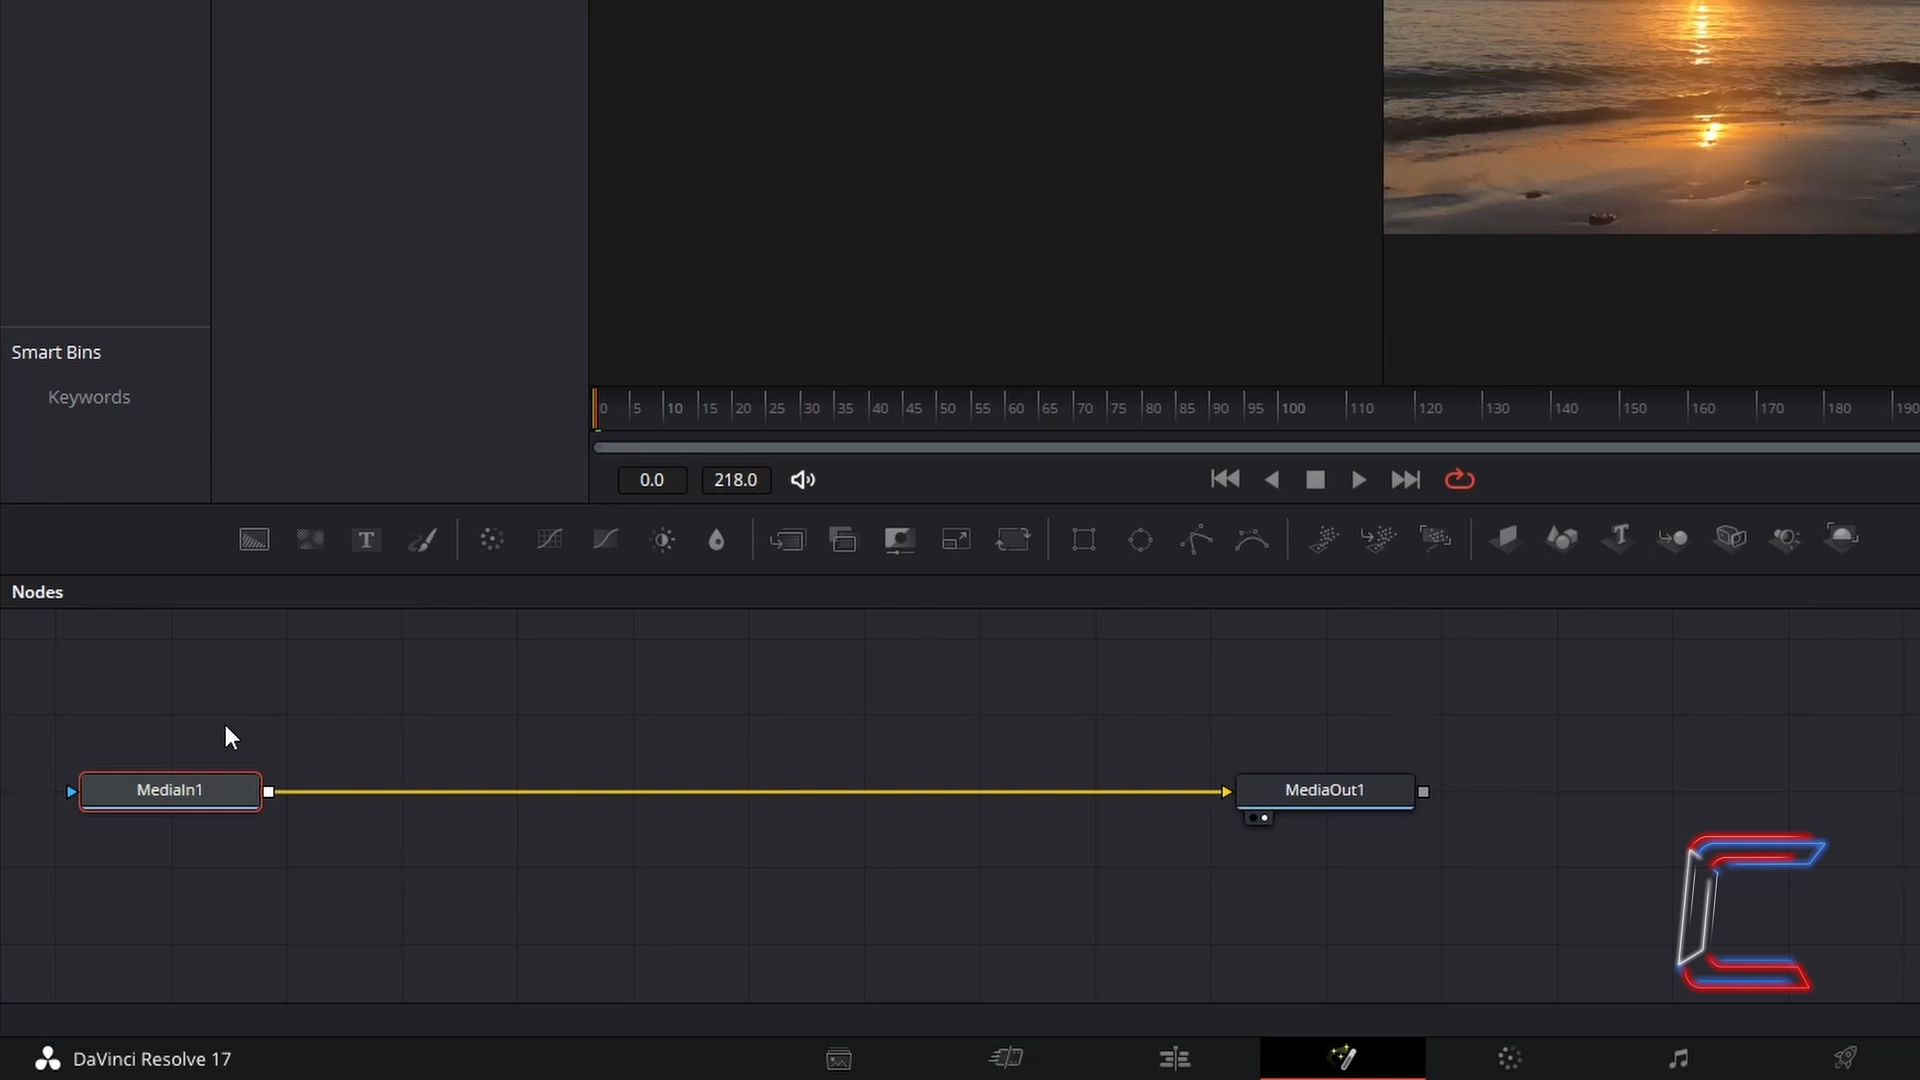 Smart Bins
Keywords
0 5 10 15 20 25 30 35 40 45 50 55 60 65 70 75 80 85 90 95 100 110 120 130 140 150 160 170 180 190
0.0 218.0
T T
Nodes
MediaIn1 MediaOut1
C
DaVinci Resolve 17